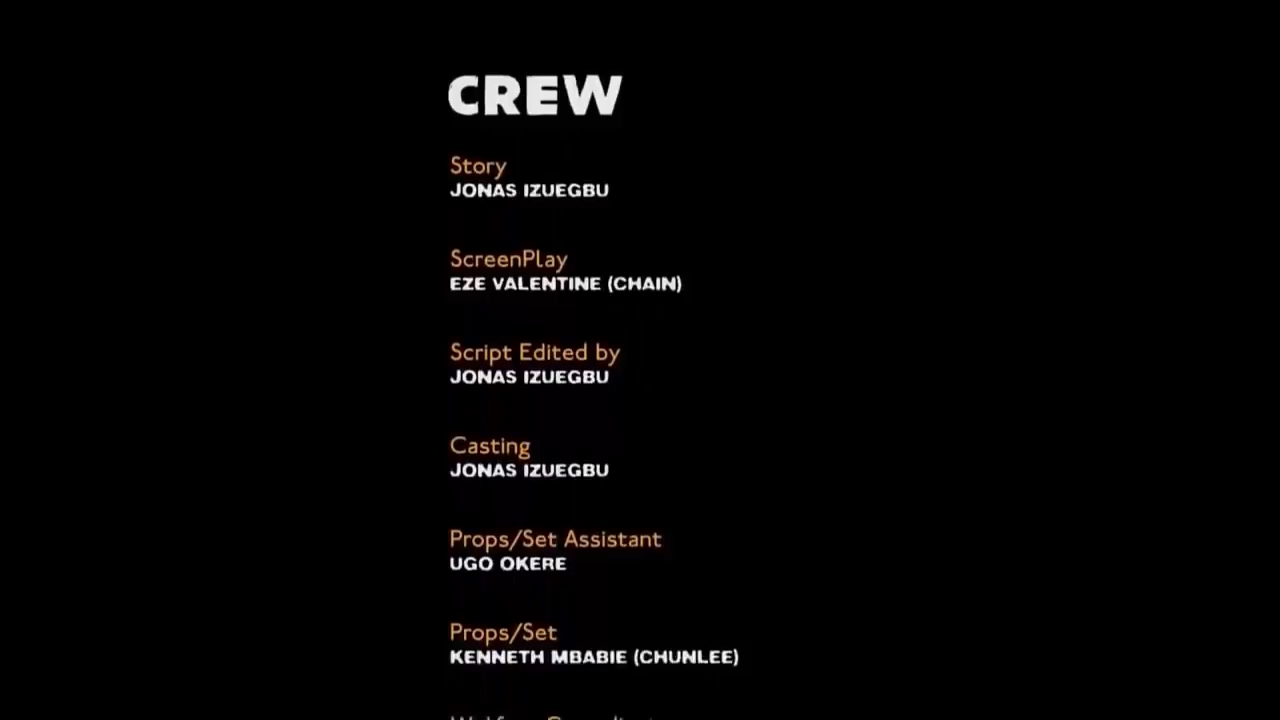 CREW
Story
JONAS IZUEGBU
ScreenPlay
EZE VALENTINE (CHAIN)
Script Edited by
JONAS IZUEGBU
Casting
JONAS IZUEGBU
Props/Set Assistant
UGO OKERE
Props/Set
KENNETH MBABIE (CHUNLEE)